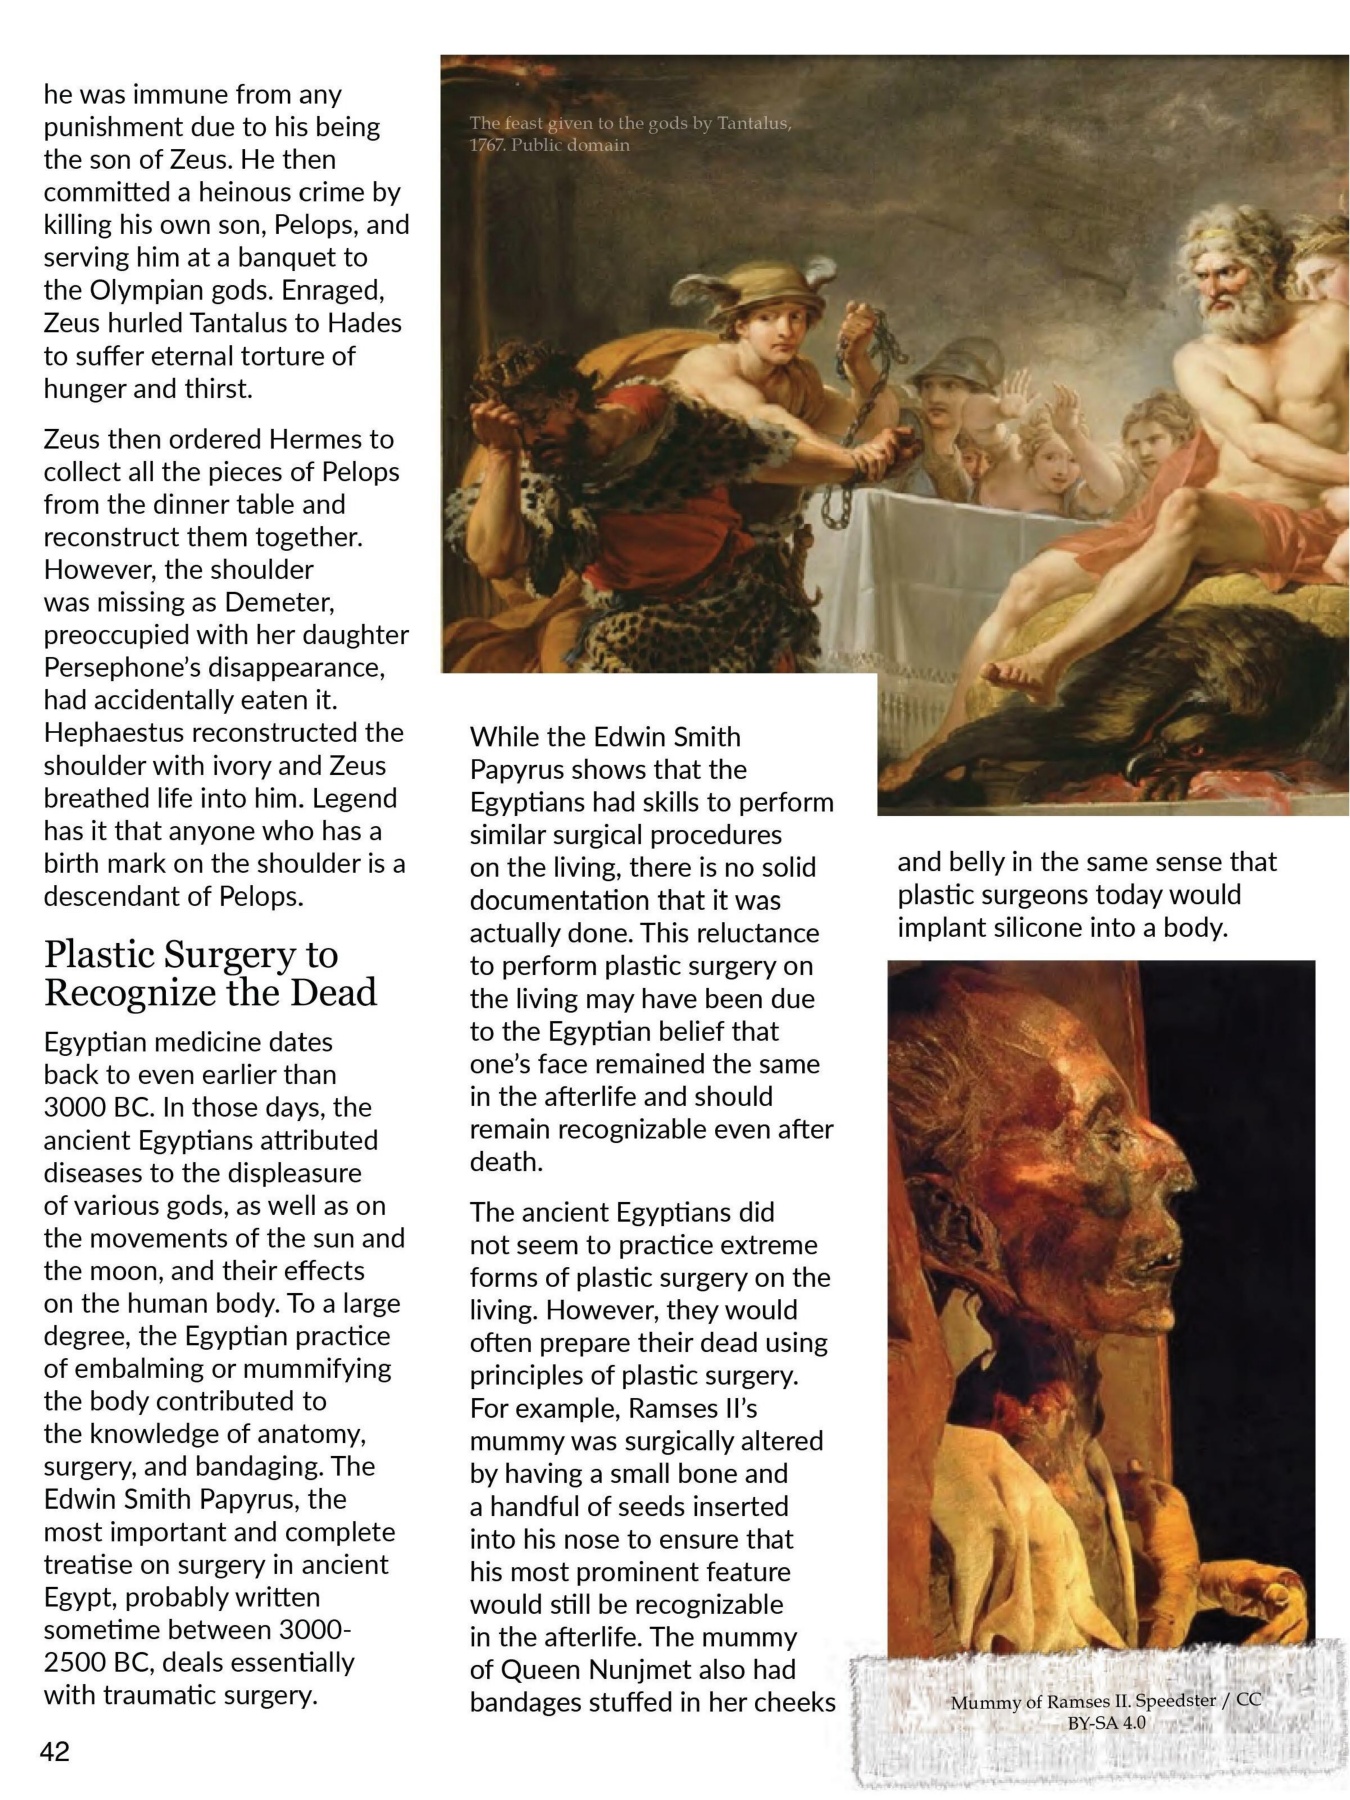 he was immune from any
punishment due to his being
the son of Zeus. He then
committed a heinous crime by
killing his own son, Pelops, and
serving him at a banquet to
the Olympian gods. Enraged,
Zeus hurled Tantalus to Hades
to suffer eternal torture of
hunger and thirst.
Zeus then ordered Hermes to
collect all the pieces of Pelops
from the dinner table and
reconstruct them together.
However, the shoulder
was missing as Demeter,
preoccupied with her daughter
Persephone’s disappearance,
had accidentally eaten it.
Hephaestus reconstructed the
shoulder with ivory and Zeus
breathed life into him. Legend
has it that anyone who has a
birth mark on the shoulder is a
descendant of Pelops.
Plastic Surgery to
Recognize the Dead
Egyptian medicine dates
back to even earlier than
3000 BC. In those days, the
ancient Egyptians attributed
diseases to the displeasure
of various gods, as well as on
the movements of the sun and
the moon, and their effects
on the human body. To a large
degree, the Egyptian practice
of embalming or mummifying
the body contributed to
the knowledge of anatomy,
surgery, and bandaging. The
Edwin Smith Papyrus, the
most important and complete
treatise on surgery in ancient
Egypt, probably written
sometime between 3000-
2500 BC, deals essentially
with traumatic surgery.
The feast given to the gods by Tantalus,
1767. Public domain
While the Edwin Smith
Papyrus shows that the
Egyptians had skills to perform
similar surgical procedures
on the living, there is no solid
documentation that it was
actually done. This reluctance
to perform plastic surgery on
the living may have been due
to the Egyptian belief that
one’s face remained the same
in the afterlife and should
remain recognizable even after
death.
The ancient Egyptians did
not seem to practice extreme
forms of plastic surgery on the
living. However, they would
often prepare their dead using
principles of plastic surgery.
For example, Ramses II’s
mummy was surgically altered
by having a small bone and
a handful of seeds inserted
into his nose to ensure that
his most prominent feature
would still be recognizable
in the afterlife. The mummy
of Queen Nunjmet also had
bandages stuffed in her cheeks
and belly in the same sense that
plastic surgeons today would
implant silicone into a body.
Mummy of Ramses II. Speedster / CC
BY-SA 4.0
42